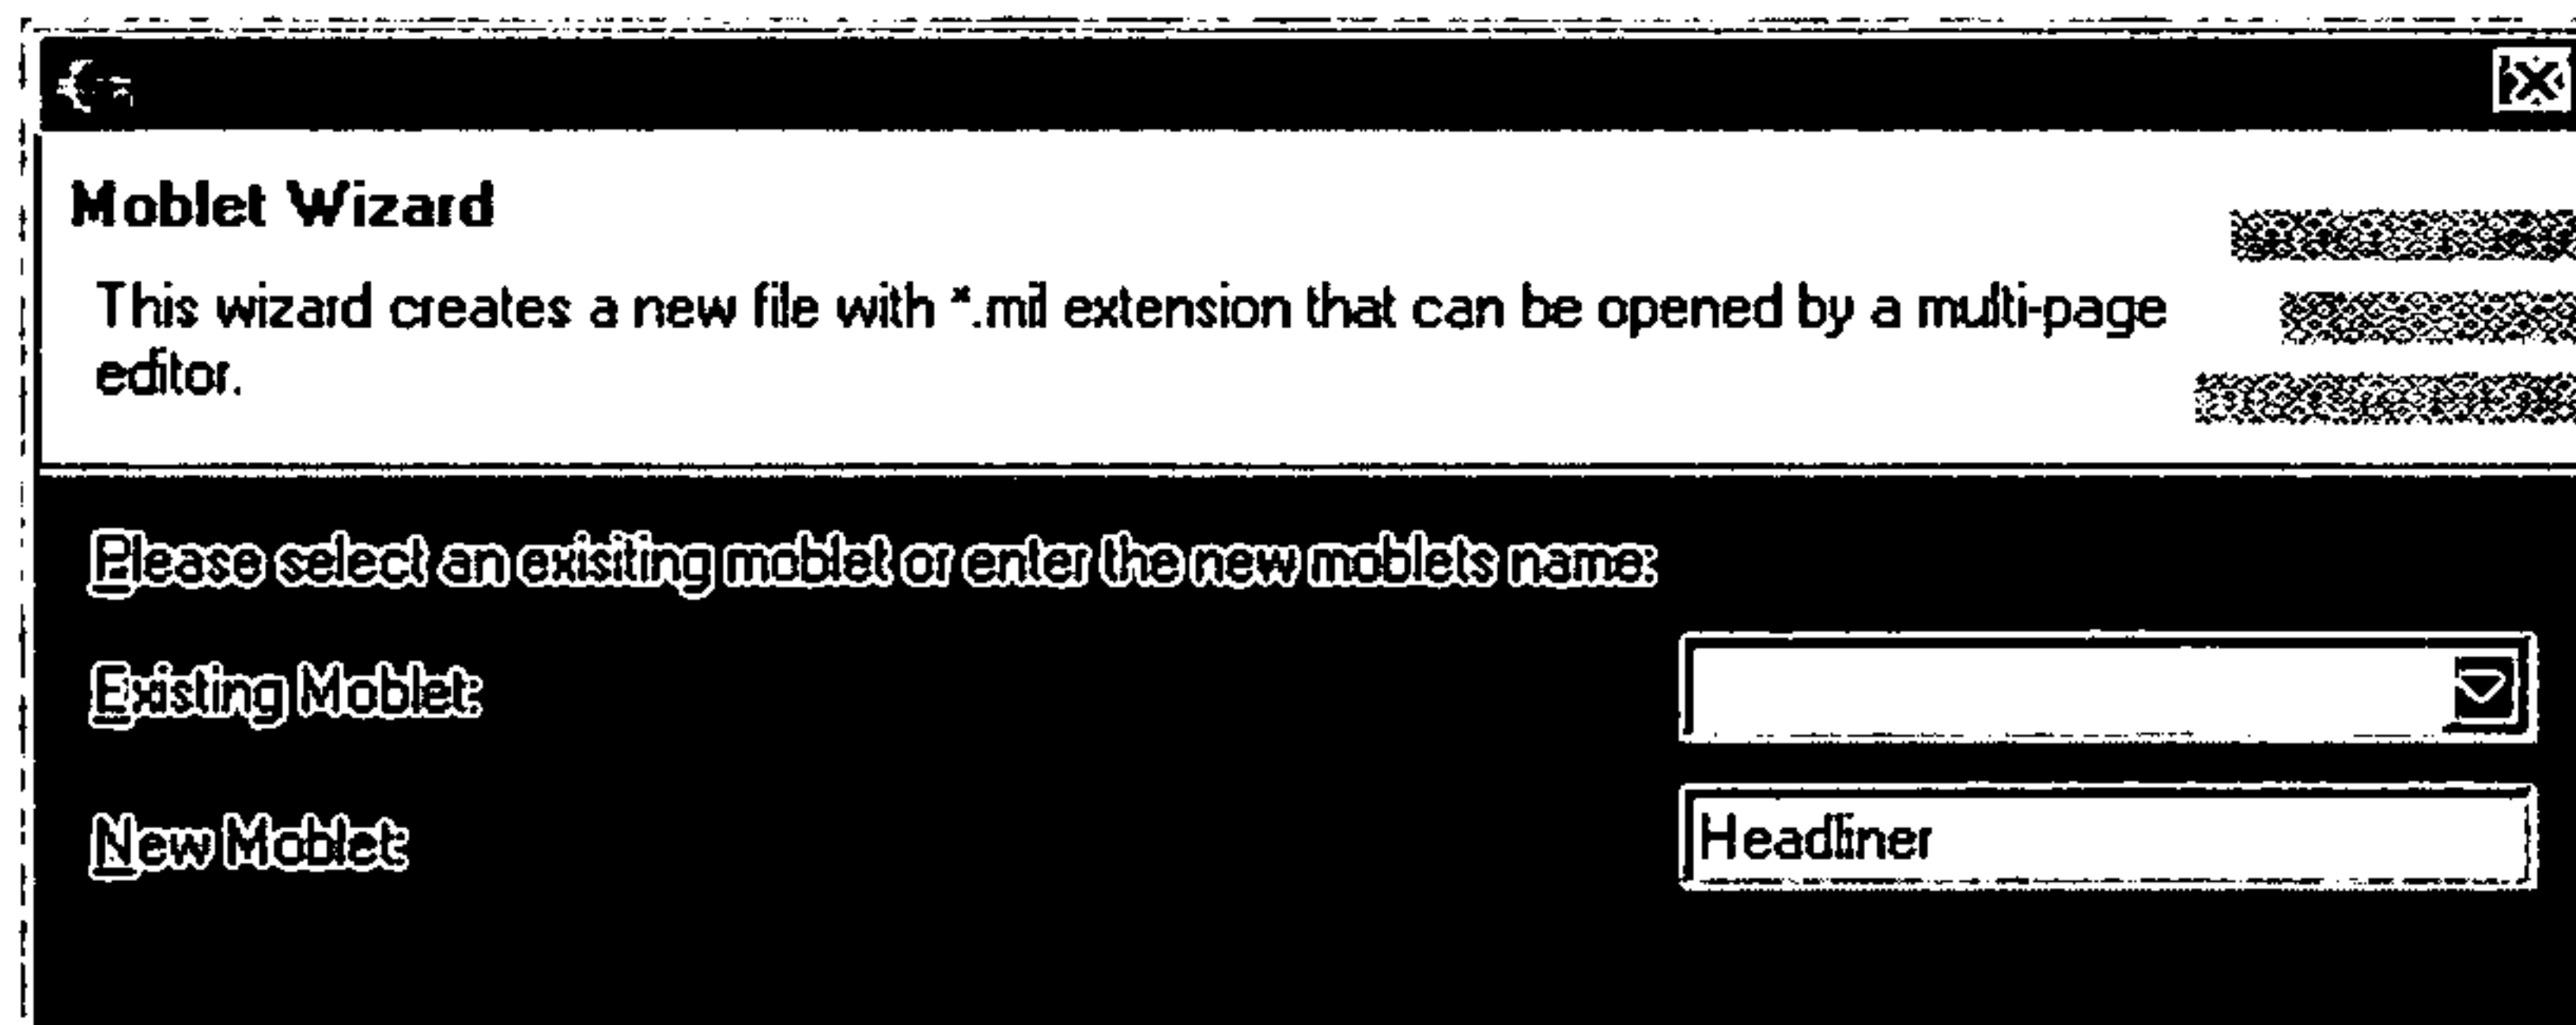 Moblet Wizard
This wizard creates a new file with *.mil extension that can be opened by a multi-page
editor.
Please select an exisiting moblet or enter the new moblets name:
Existing Moblet:
New Moblet:
Headliner